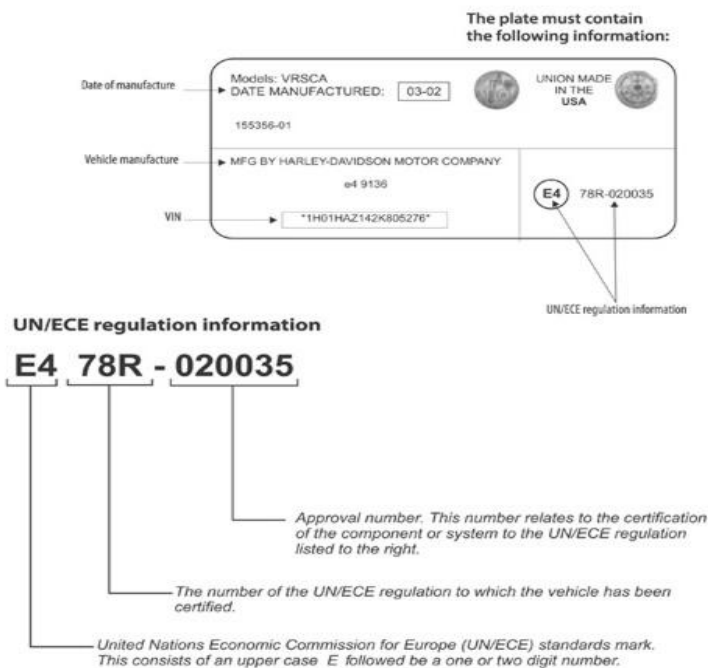 The plate must contain
the following information:
Date of manufacture
Models: VRSCA
DATE MANUFACTURED: 03-02
UNION MADE
IN THE
USA
155356-01
Vehicle manufacture
MFG BY HARLEY-DAVIDSON MOTOR COMPANY
e4 9136
E4 78R-020035
VIN
"1H01HAZ142K805276"
UN/ECE regulation information
UN/ECE regulation information
E4 78R - 020035
Approval number. This number relates to the certification
of the component or system to the UN/ECE regulation
listed to the right.
The number of the UN/ECE regulation to which the vehicle has been
certified.
United Nations Economic Commission for Europe (UN/ECE) standards mark.
This consists of an upper case E followed be a one or two digit number.